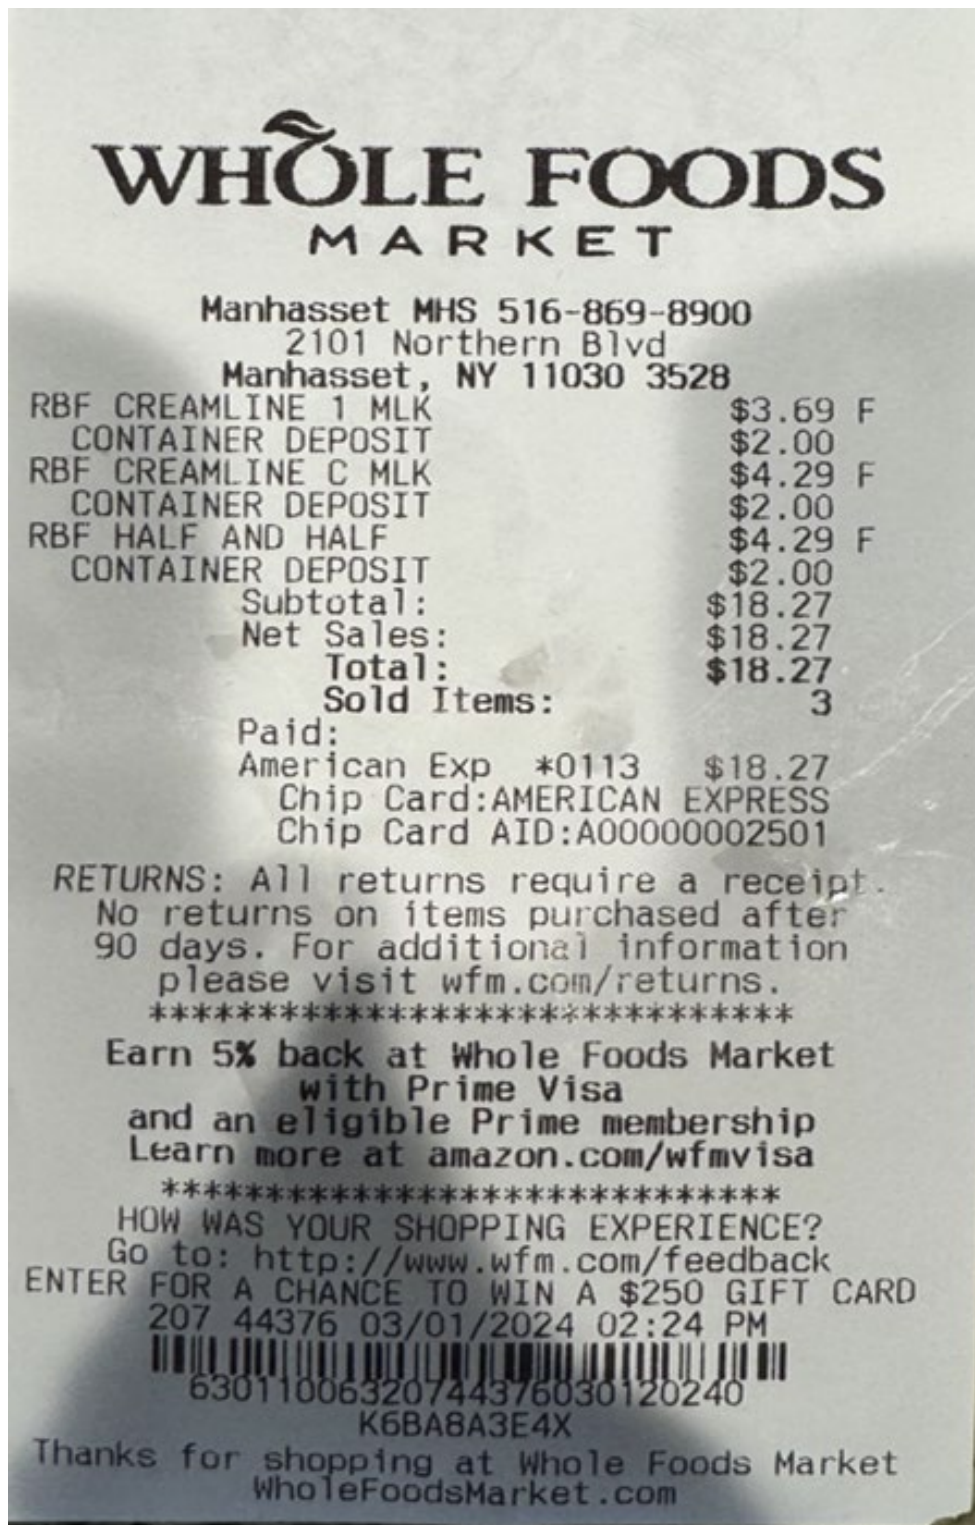 WHOLE FOODS
MARKET
Manhasset MHS 516-869-8900
2101 Northern Blvd
Manhasset, NY 11030 3528
RBF CREAMLINE 1 MLK $3.69 F
CONTAINER DEPOSIT $2.00
RBF CREAMLINE C MLK $4.29 F
CONTAINER DEPOSIT $2.00
RBF HALF AND HALF $4.29 F
CONTAINER DEPOSIT $2.00
Subtotal: $18.27
Net Sales: $18.27
Total: $18.27
Sold Items: 3
Paid:
American Exp *0113 $18.27
Chip Card:AMERICAN EXPRESS
Chip Card AID:A00000002501
RETURNS: All returns require a receipt.
No returns on items purchased after
90 days. For additional information
please visit wfm.com/returns.
******************************
Earn 5% back at Whole Foods Market
with Prime Visa
and an eligible Prime membership
Learn more at amazon.com/wfmvisa
******************************
HOW WAS YOUR SHOPPING EXPERIENCE?
Go to: http://www.wfm.com/feedback
ENTER FOR A CHANCE TO WIN A $250 GIFT CARD
207 44376 03/01/2024 02:24 PM
63011006320744376030120240
K6BA8A3E4X
Thanks for shopping at Whole Foods Market
WholeFoodsMarket.com